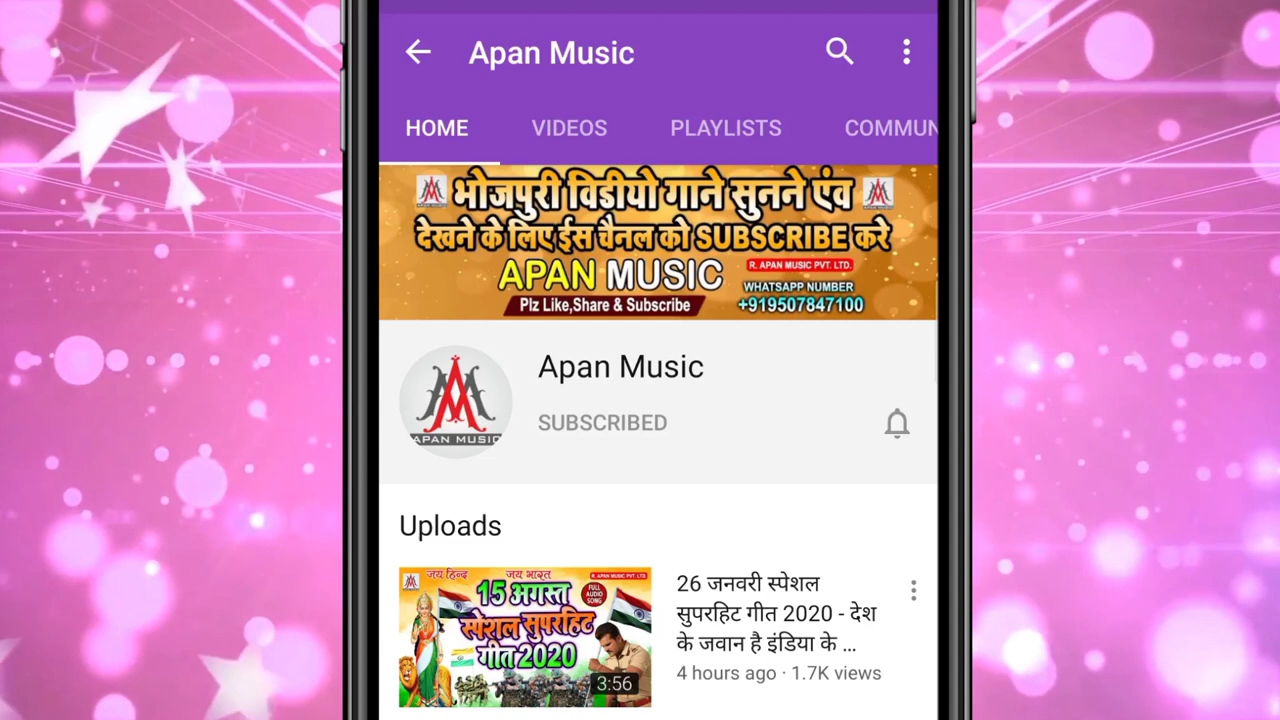 Apan Music
HOME VIDEOS PLAYLISTS COMMUN
भोजपुरी विडीयो गाने सुनने एंव
देखने के लिए ईस चैनल को SUBSCRIBE करे
APAN MUSIC
R. APAN MUSIC PVT. LTD.
WHATSAPP NUMBER
Plz Like,Share & Subscribe
+919507847100
Apan Music
SUBSCRIBED
APAN MUSIC
Uploads
जय हिन्द जय भारत
R. APAN MUSIC PVT. LTD
15 अगस्त
FULL
AUDIO
SONG
स्पेशल सुपरहिट
गीत 2020
3:56
26 जनवरी स्पेशल
सुपरहिट गीत 2020 - देश
के जवान है इंडिया के ...
4 hours ago · 1.7K views